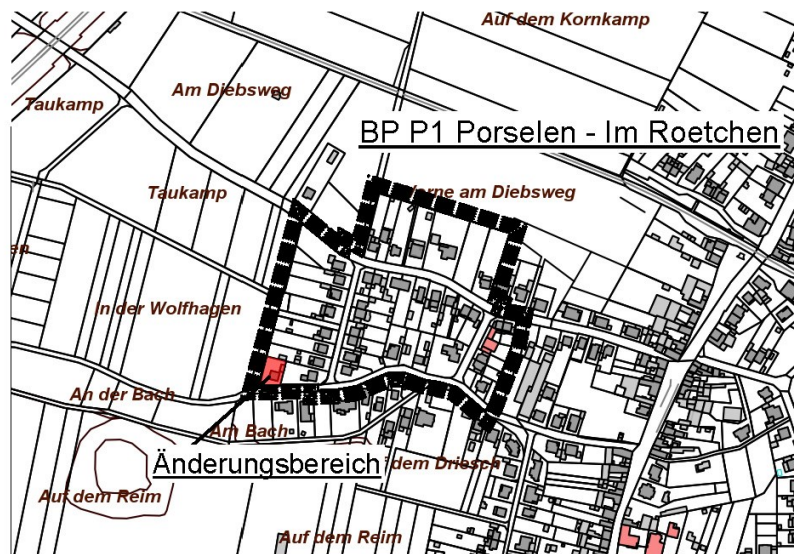 Auf dem Kornkamp
Am Diebsweg
Taukamp
BP P1 Porselen - Im Roetchen
Taukamp
am Diebsweg
In der Wolfhagen
An der Bach
Am Bach
Änderungsbereich
dem Driesch
Auf dem Reim
Auf dem Reim